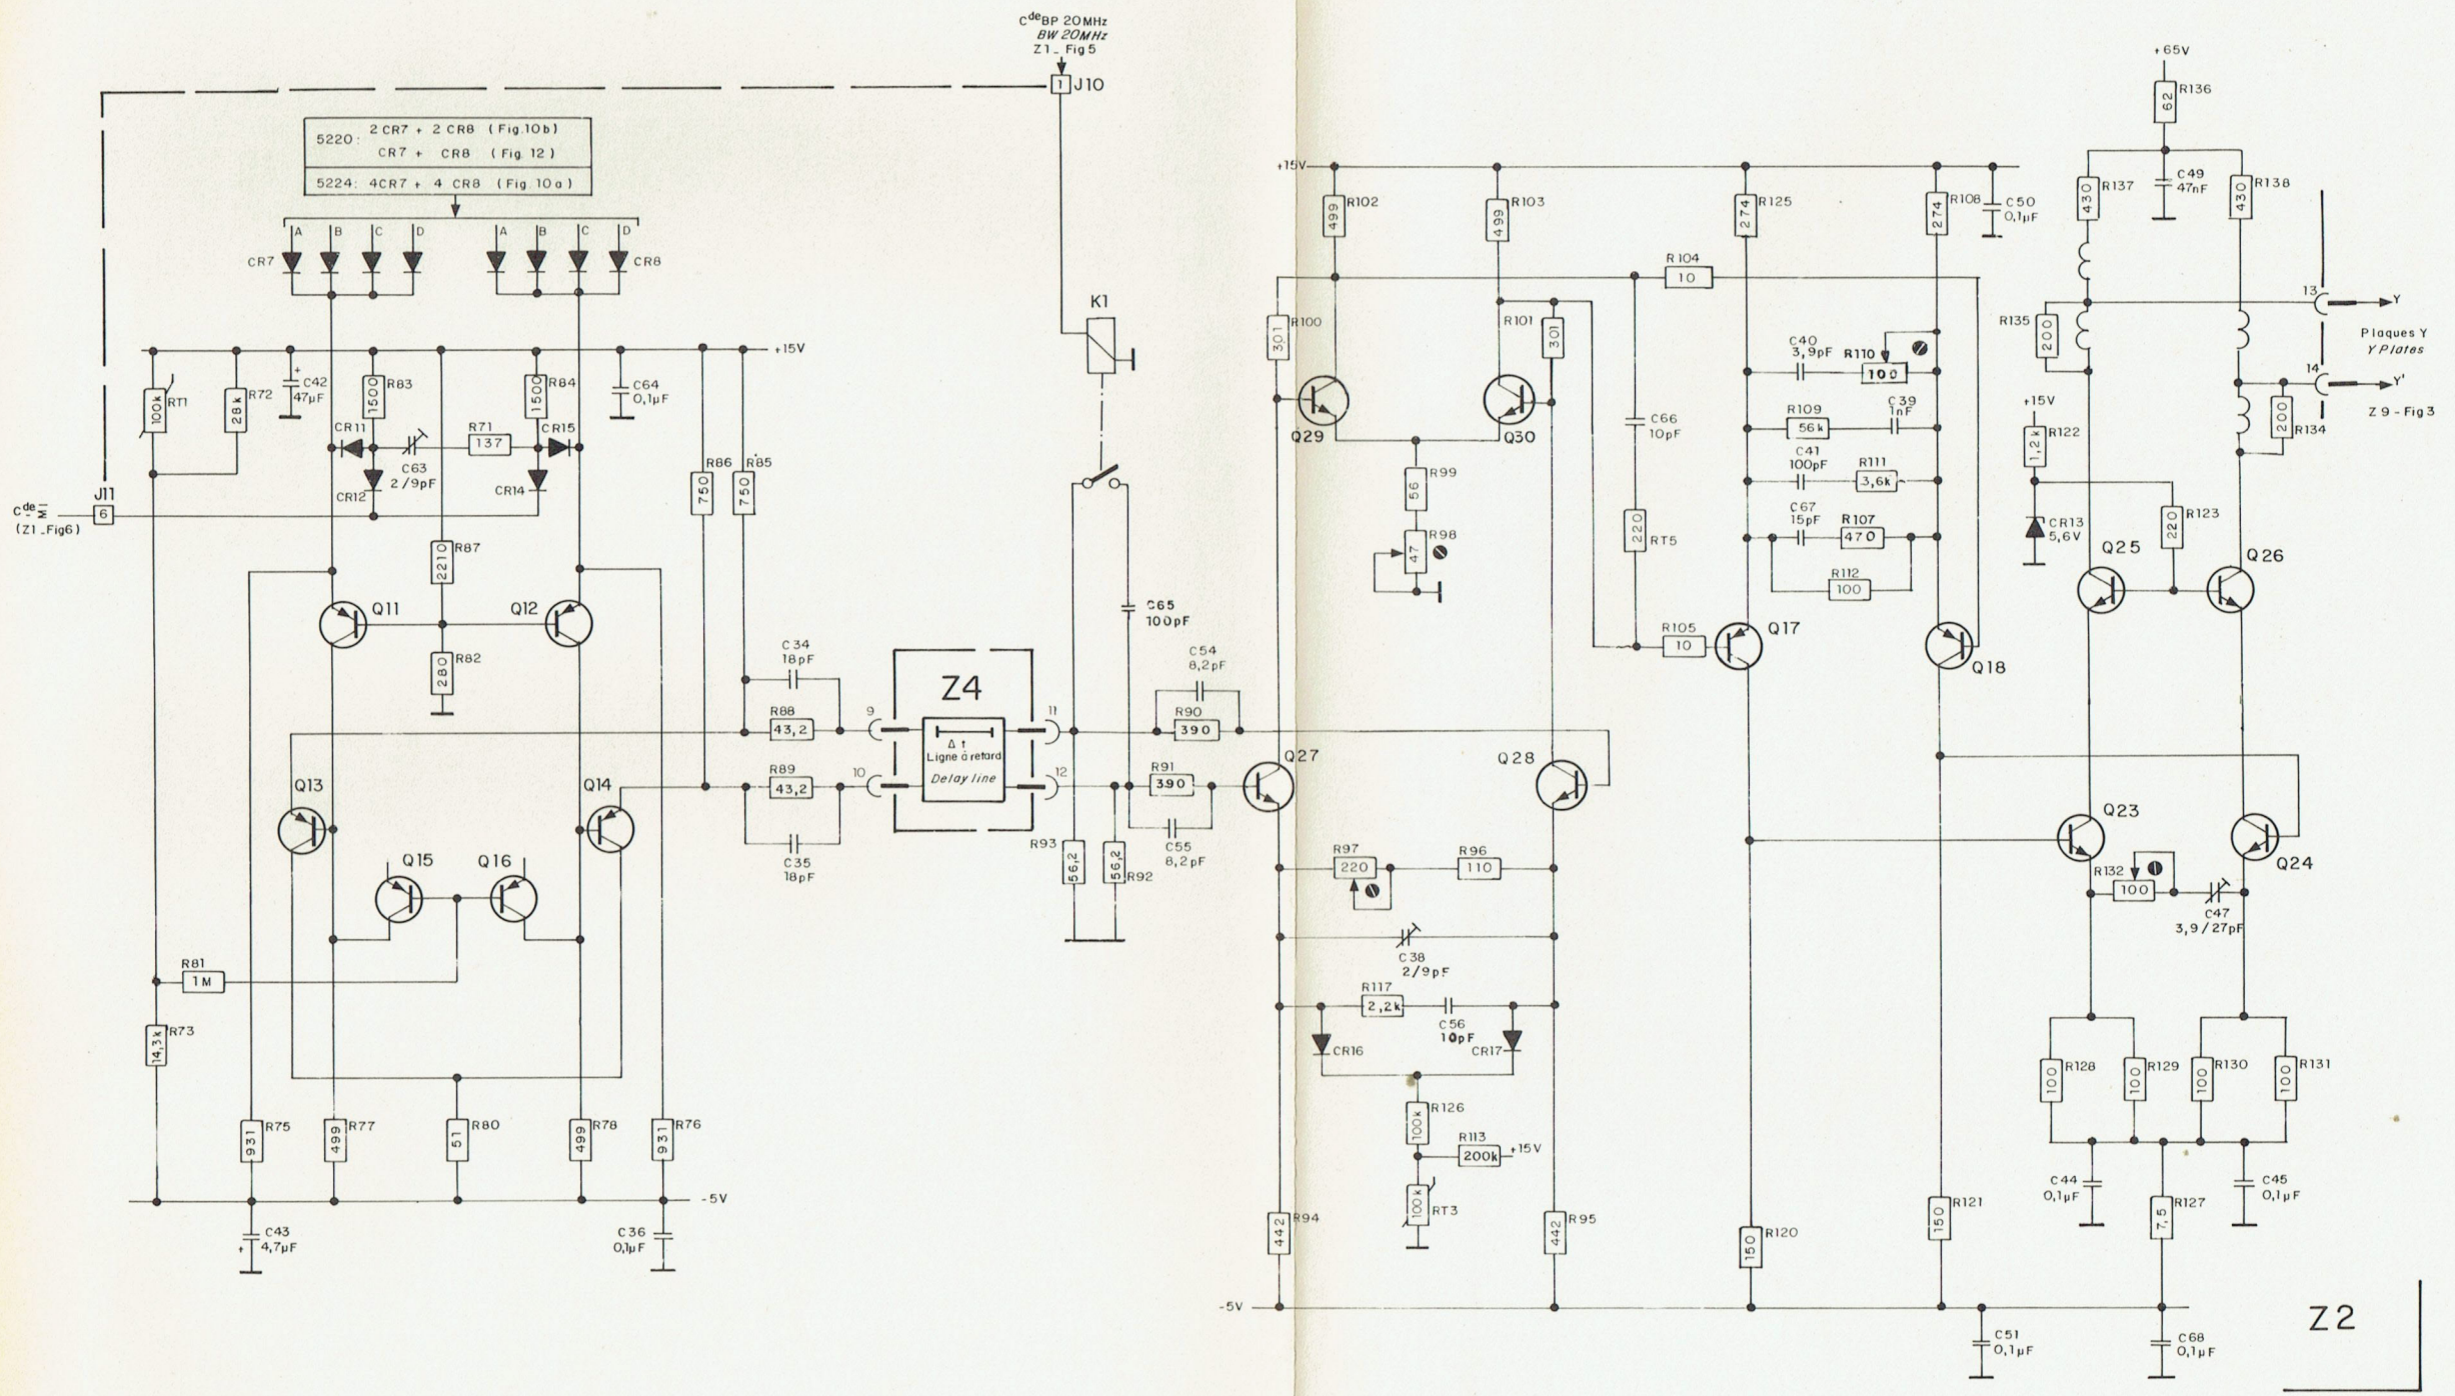 CdeBP 20MHz
BW 20MHz
Z1_ Fig5
1 J10
5220: 2 CR7 + 2 CR8 (Fig.10b)
CR7 + CR8 (Fig 12)
5224: 4CR7 + 4 CR8 (Fig.10a)
A B C D A B C D
CR7 CR8
+15V
RT1 100k
R72 28k
C42 47µF
+
R83 1500
R84 1500
C64 0,1µF
CR11
C63 2/9pF
R71 137
CR15
CR12
CR14
J11
6
Cde M1
(Z1_Fig6)
R86 750
R85 750
R87 2210
Q11
Q12
R82 280
C34 18pF
R88 43,2
R89 43,2
C35 18pF
Q13
Q14
Q15
Q16
R81 1M
R73 14,3k
R75 931
R77 499
R80 51
R78 499
R76 931
-5V
C43 4,7µF
+
C36 0,1µF
K1
C65 100pF
Z4
9 11
Δt
Ligne à retard
Delay line
10 12
C54 8,2pF
R90 390
R91 390
C55 8,2pF
R93 56,2
R92 56,2
+15V
R102 499
R103 499
R125 274
R108 274
C50 0,1µF
R104 10
R100 301
R101 301
Q29
Q30
R99 56
R98 47
C66 10pF
RT5 220
R105 10
C40 3,9pF
R110 100
R109 56k
C39 1nF
C41 100pF
R111 3,6k
C67 15pF
R107 470
R112 100
Q17
Q18
Q27
Q28
R97 220
R96 110
C38 2/9pF
R117 2,2k
C56 10pF
CR16
CR17
R126 100k
R113 200k
+15V
RT3 100k
R94 442
R95 442
R120 150
R121 150
-5V
C51 0,1µF
C68 0,1µF
+65V
R136 62
R137 430
C49 47nF
R138 430
R135 200
13 Y
Plaques Y
Y Plates
14 Y'
Z 9-Fig3
R134 200
+15V
R122 1,2k
CR13 5,6V
R123 220
Q25
Q26
Q23
Q24
R132 100
C47 3,9/27pF
R128 100
R129 100
R130 100
R131 100
C44 0,1µF
R127 7,5
C45 0,1µF
Z2